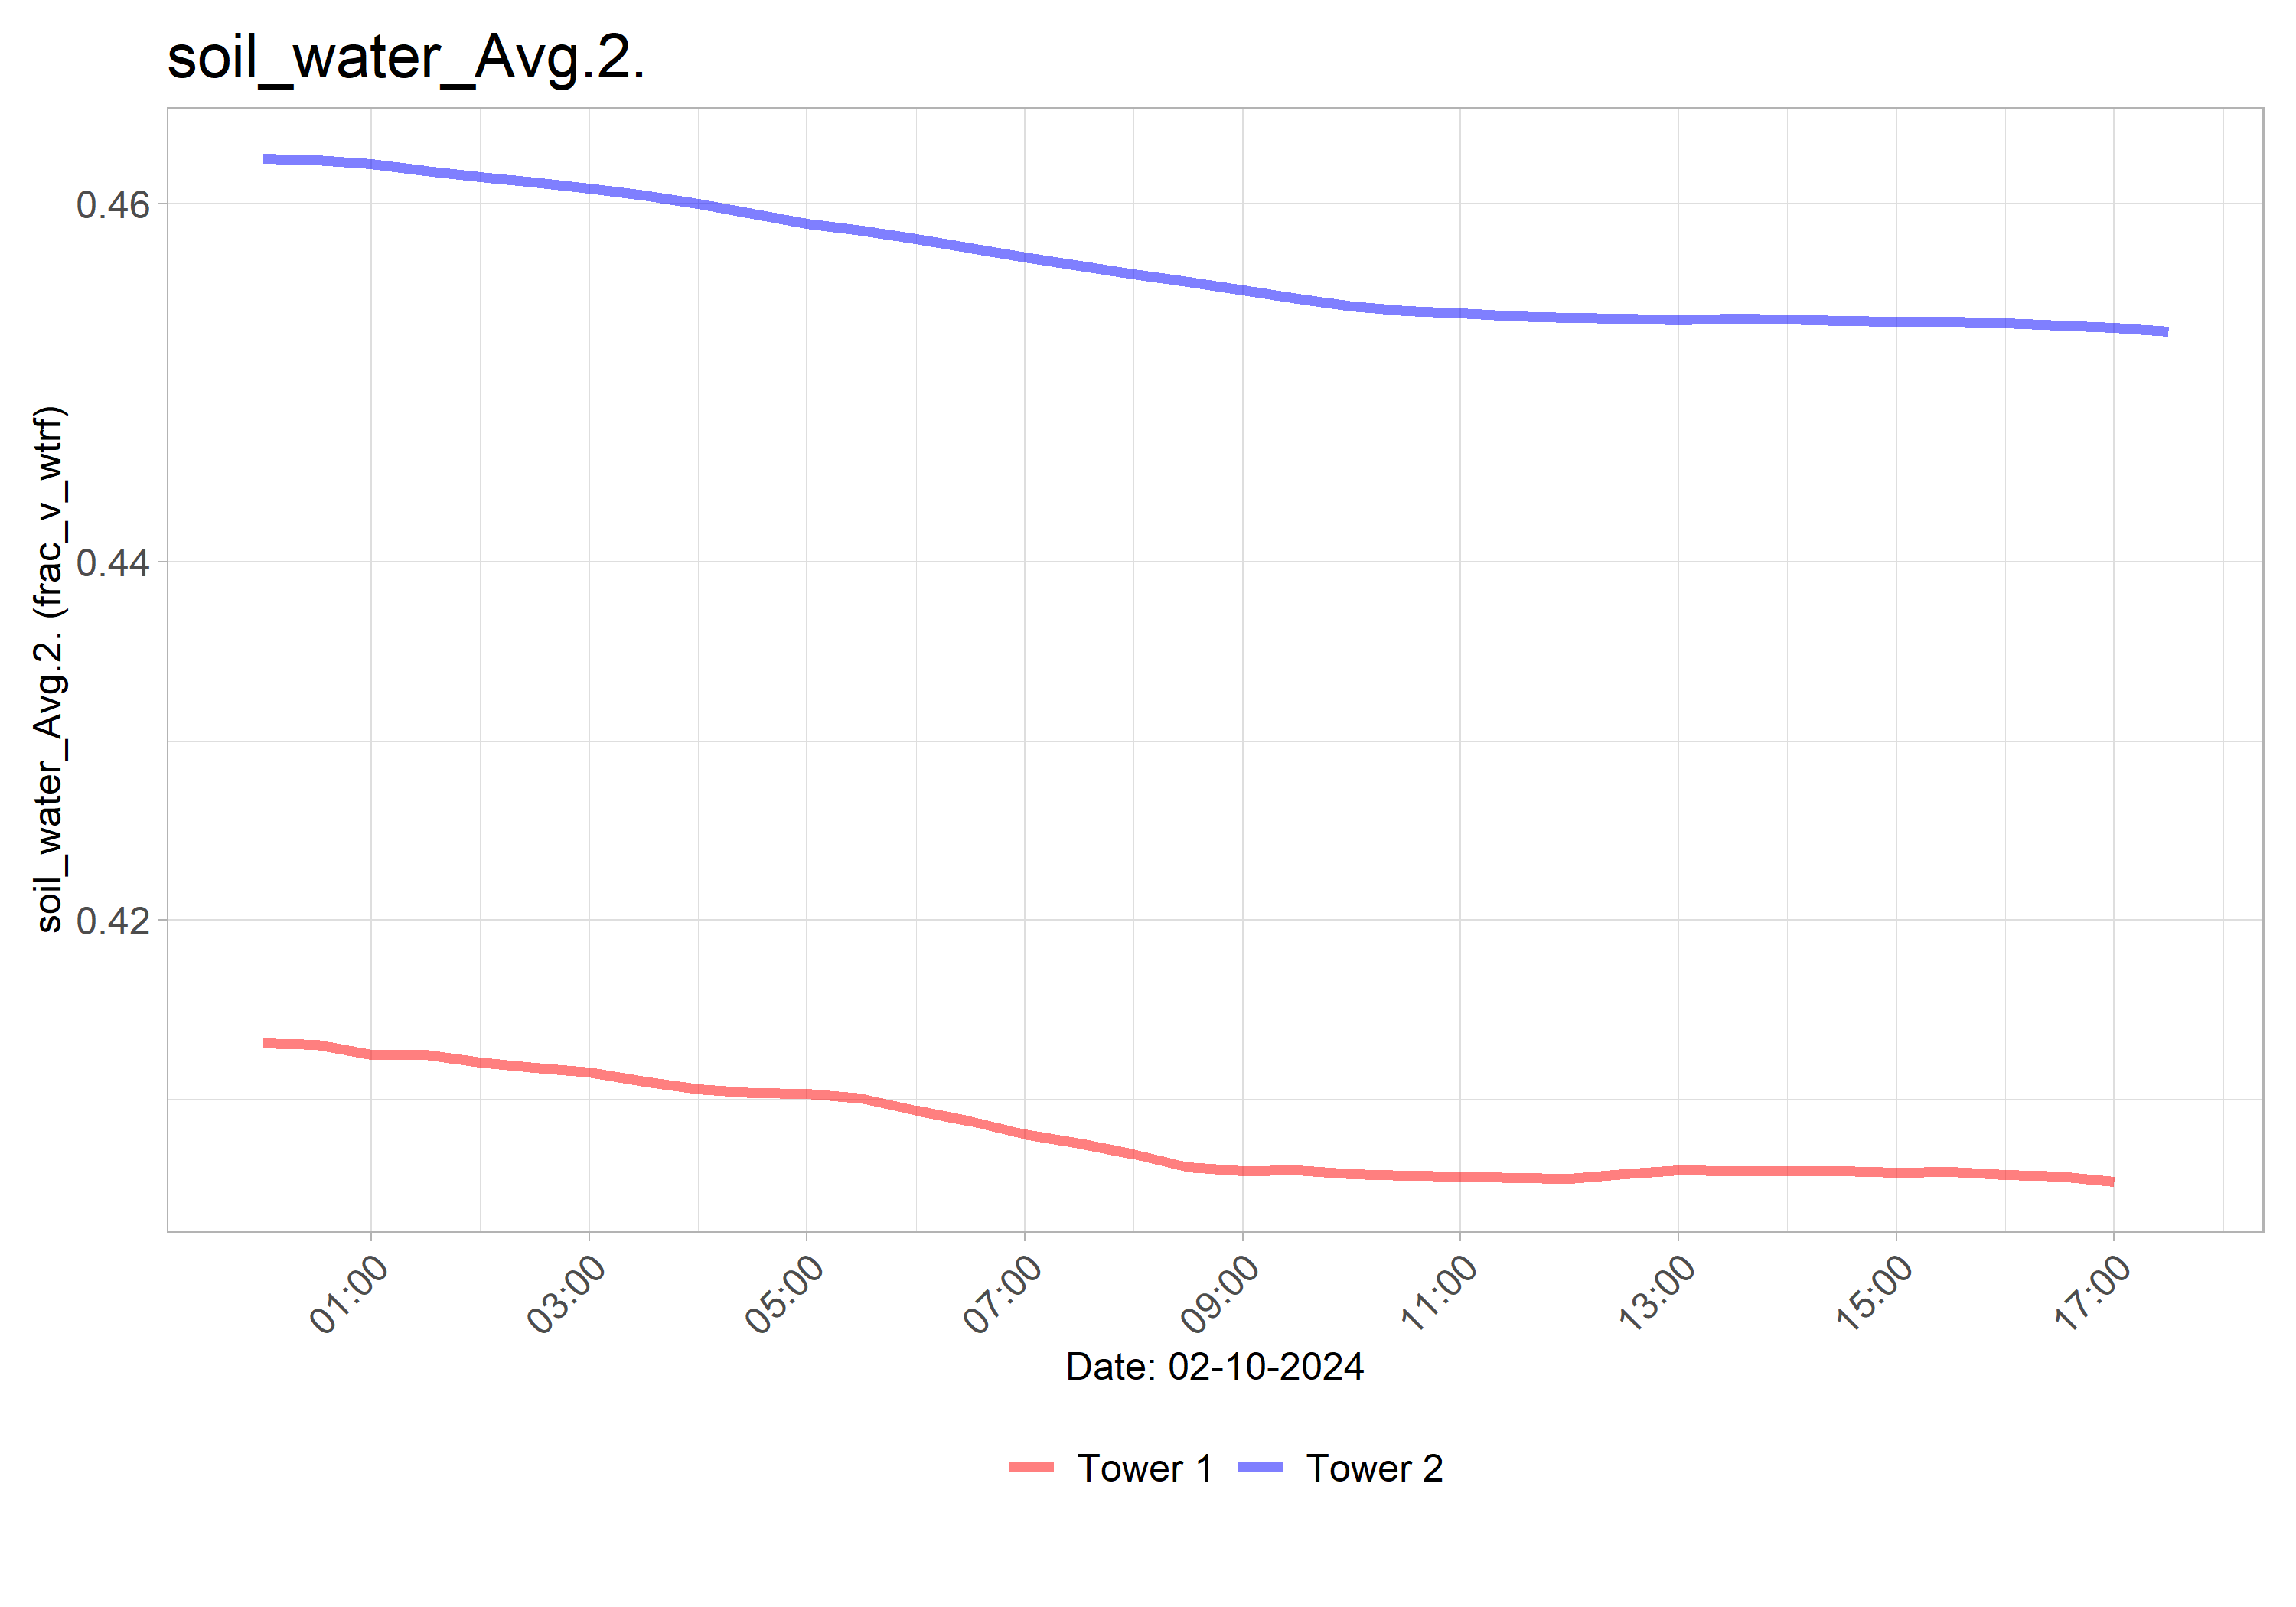 soil_water_Avg.2.
soil_water_Avg.2. (frac_v_wtrf)
0.46
0.44
0.42
01:00
03:00
05:00
07:00
09:00
11:00
13:00
15:00
17:00
Date: 02-10-2024
Tower 1
Tower 2